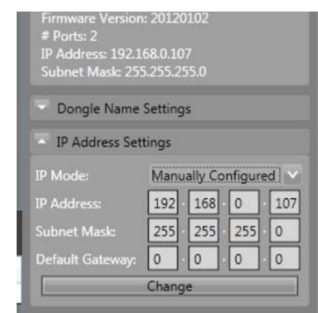 Firmware Version: 20120102
# Ports: 2
IP Address: 192.168.0.107
Subnet Mask: 255.255.255.0
Dongle Name Settings
IP Address Settings
IP Mode: Manually Configured
IP Address: 192 . 168 . 0 . 107
Subnet Mask: 255 . 255 . 255 . 0
Default Gateway: 0 . 0 . 0 . 0
Change